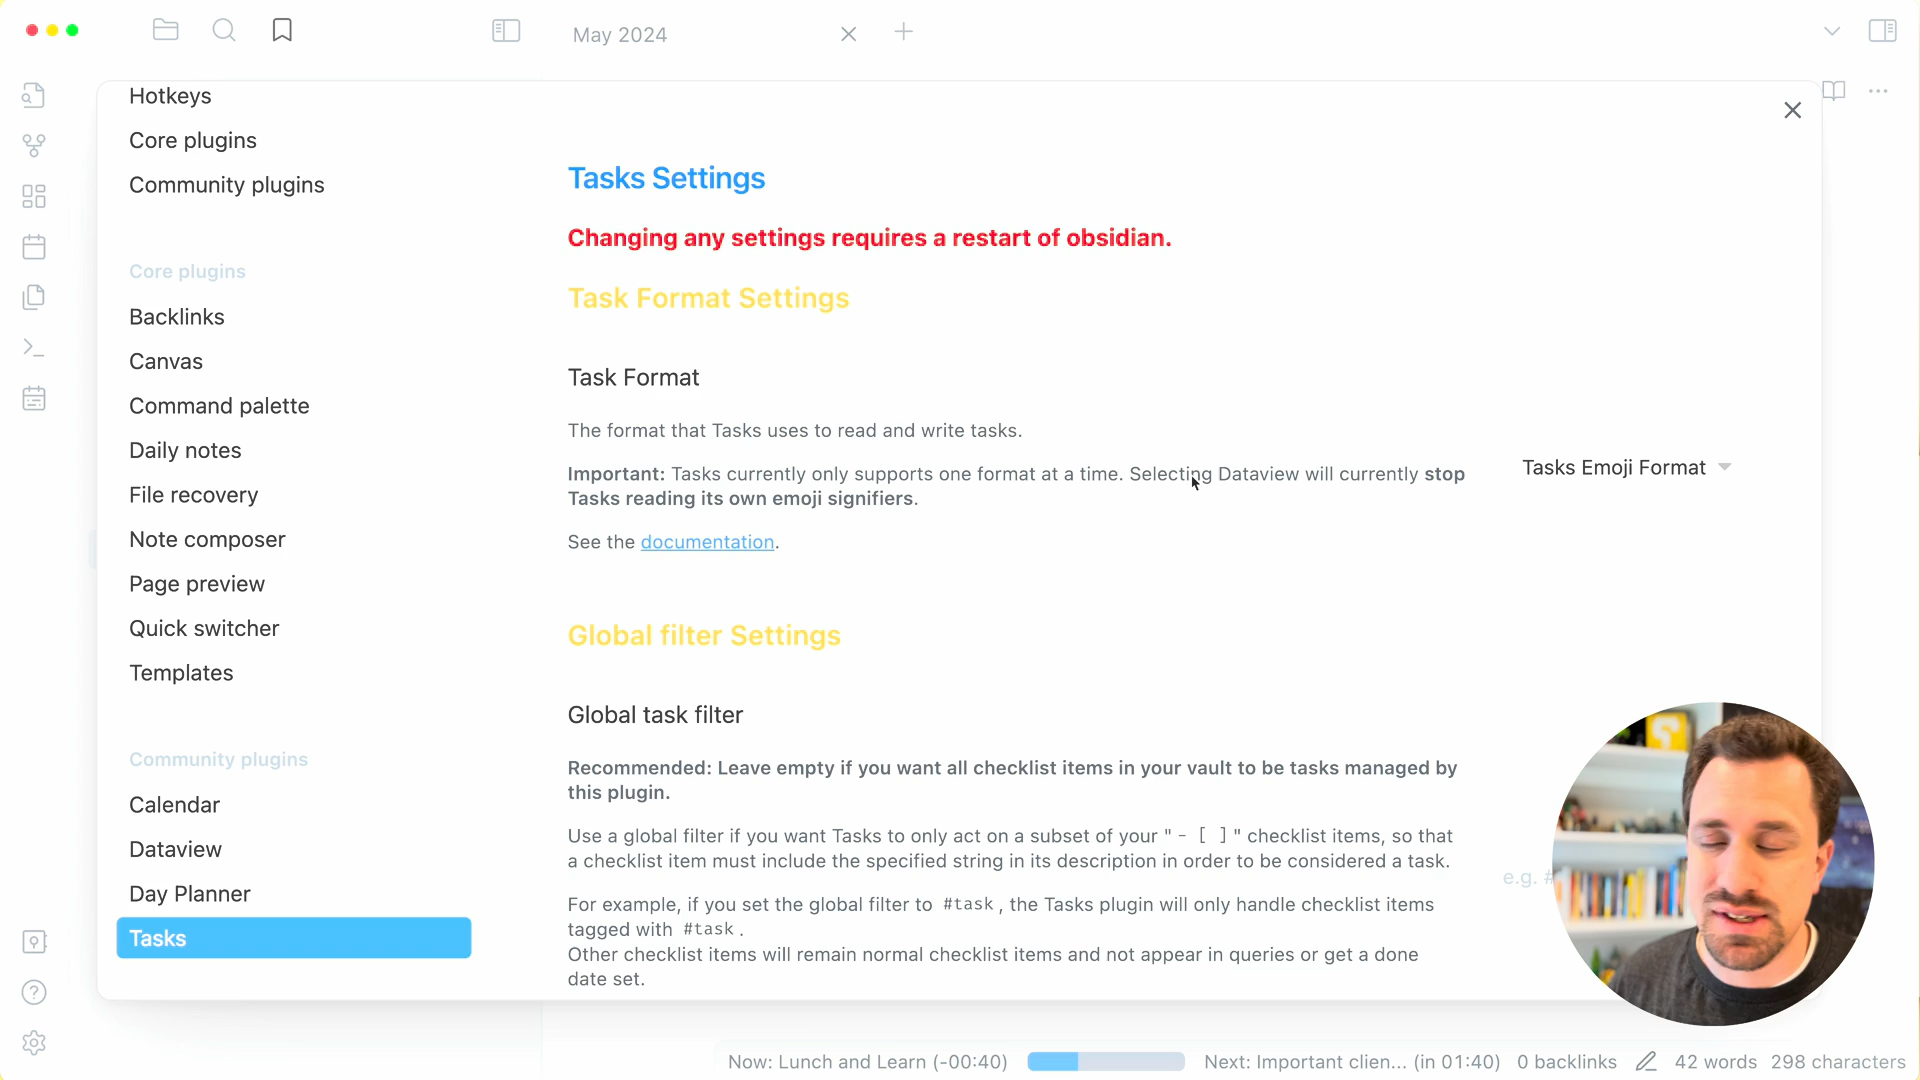 May 2024
Hotkeys
Core plugins
Community plugins
Core plugins
Backlinks
Canvas
Command palette
Daily notes
File recovery
Note composer
Page preview
Quick switcher
Templates
Community plugins
Calendar
Dataview
Day Planner
Tasks
Tasks Settings
Changing any settings requires a restart of obsidian.
Task Format Settings
Task Format
The format that Tasks uses to read and write tasks.
Important: Tasks currently only supports one format at a time. Selecting Dataview will currently stop
Tasks reading its own emoji signifiers.
See the documentation.
Tasks Emoji Format
Global filter Settings
Global task filter
Recommended: Leave empty if you want all checklist items in your vault to be tasks managed by
this plugin.
Use a global filter if you want Tasks to only act on a subset of your "- [ ]" checklist items, so that
a checklist item must include the specified string in its description in order to be considered a task.
For example, if you set the global filter to #task, the Tasks plugin will only handle checklist items
tagged with #task.
Other checklist items will remain normal checklist items and not appear in queries or get a done
date set.
e.g. #
Now: Lunch and Learn (-00:40)
Next: Important clien... (in 01:40)
0 backlinks
42 words
298 characters